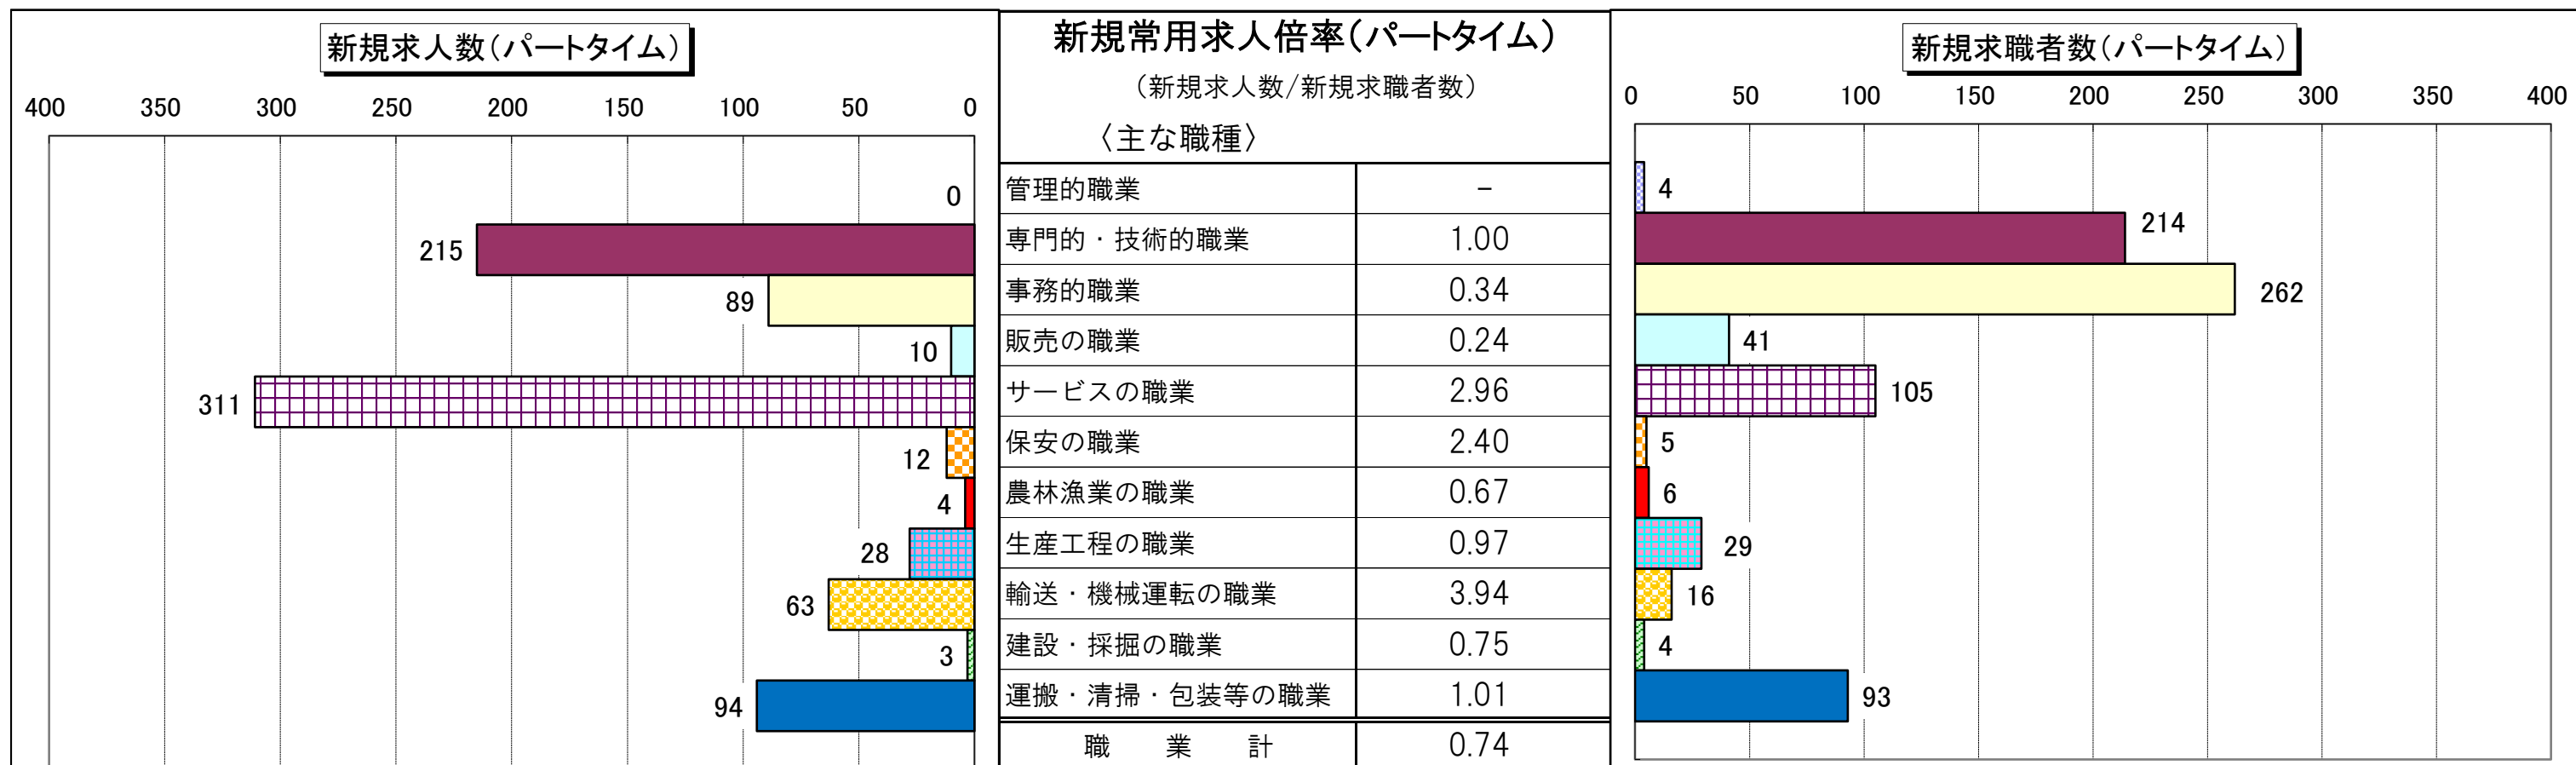 新規求人数(パートタイム)
400 350 300 250 200 150 100 50 0
0
215
89
10
311
12
4
28
63
3
94
新規常用求人倍率(パートタイム)
(新規求人数/新規求職者数)
〈主な職種〉
管理的職業 －
専門的・技術的職業 1.00
事務的職業 0.34
販売の職業 0.24
サービスの職業 2.96
保安の職業 2.40
農林漁業の職業 0.67
生産工程の職業 0.97
輸送・機械運転の職業 3.94
建設・採掘の職業 0.75
運搬・清掃・包装等の職業 1.01
職 業 計 0.74
新規求職者数(パートタイム)
0 50 100 150 200 250 300 350 400
4
214
262
41
105
5
6
29
16
4
93